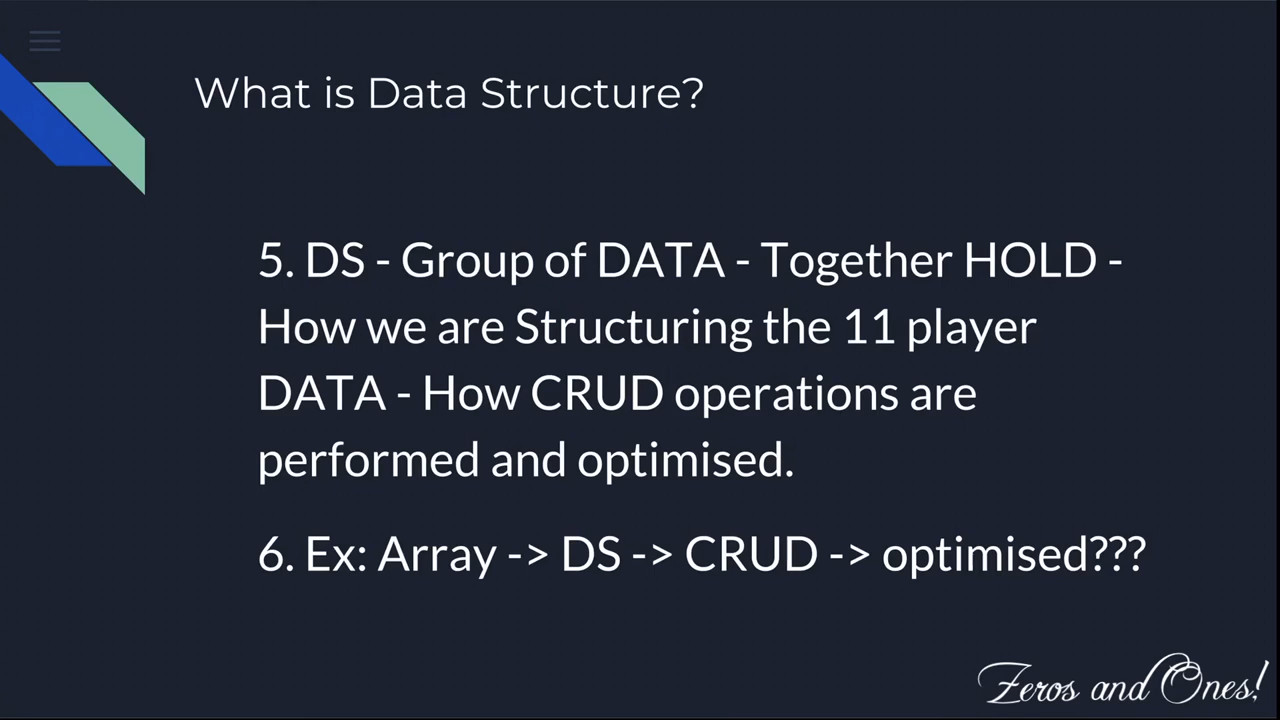 What is Data Structure?
5. DS - Group of DATA - Together HOLD -
How we are Structuring the 11 player
DATA - How CRUD operations are
performed and optimised.
6. Ex: Array -> DS -> CRUD -> optimised???
Zeros and Ones!